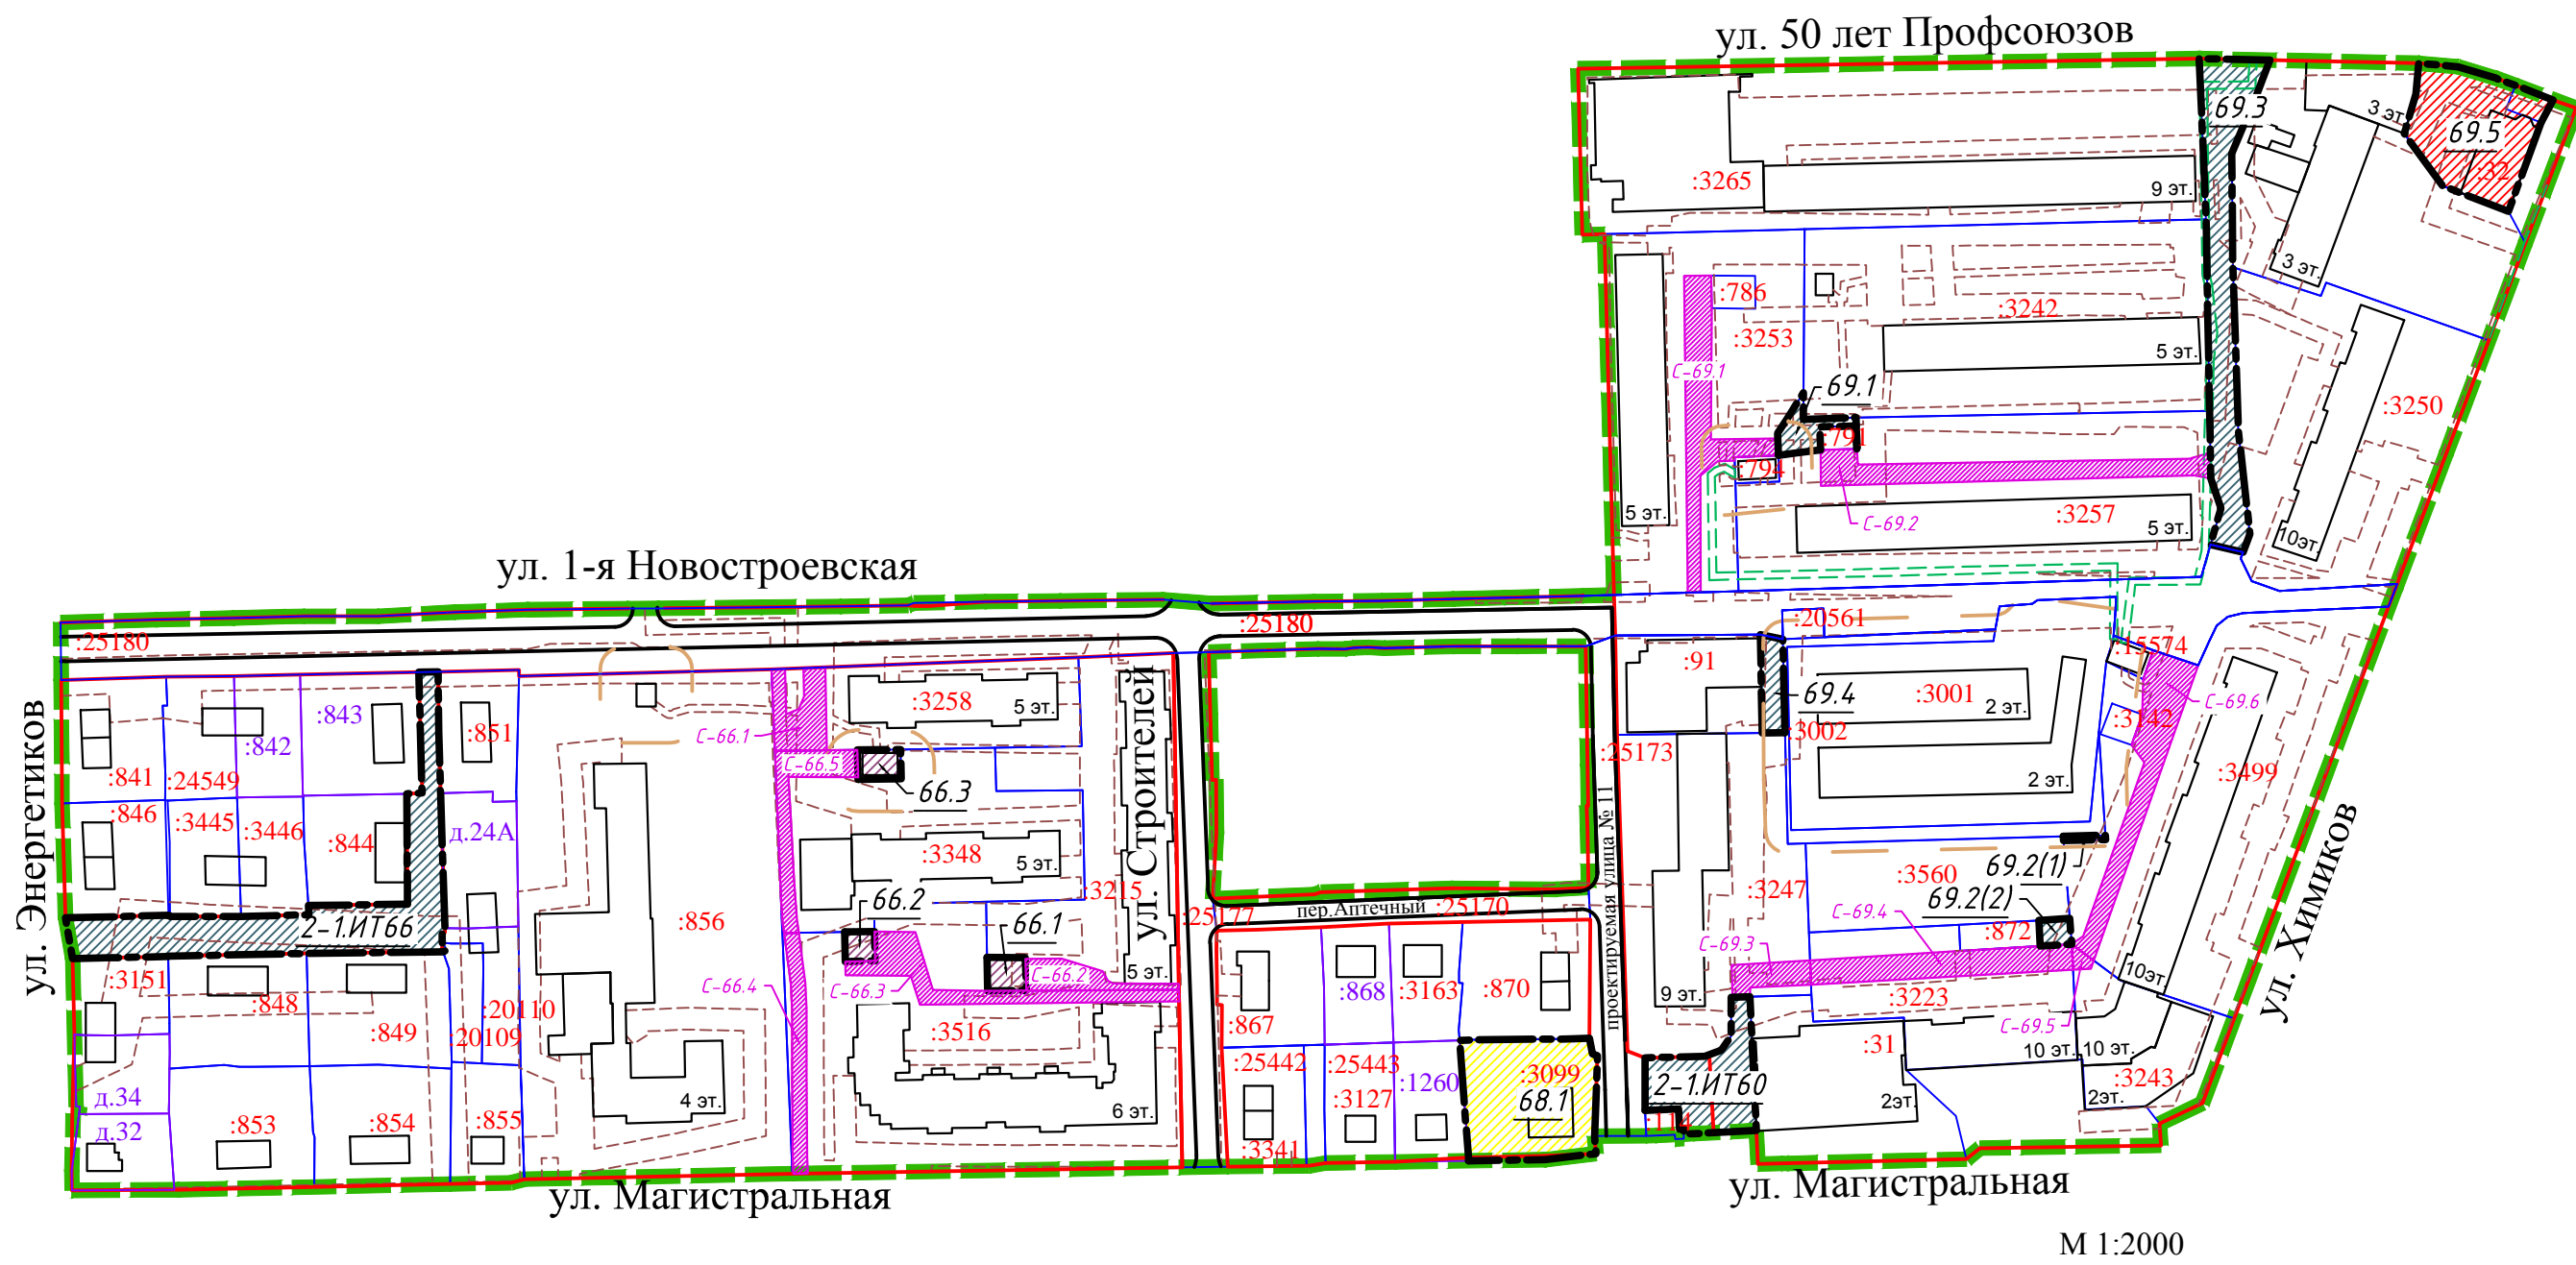 ул. 50 лет Профсоюзов
69.3
3 эт.
69.5
:32
:3265
9 эт.
3 эт.
:786
:3242
:3253
5 эт.
С-69.1
69.1
:3250
:791
:794
5 эт.
С-69.2
:3257
5 эт.
10эт.
ул. 1-я Новостроевская
:25180
:25180
:20561
:15574
:91
69.4
:3001
2 эт.
С-69.6
:3142
:3002
:25173
2 эт.
:3499
ул. Энергетиков
:843
:842
:851
:841
:24549
С-66.1
:3258
5 эт.
С-66.5
66.3
ул. Строителей
:846
:3445
:3446
:844
д.24А
:3348
5 эт.
66.2
:3215
66.1
:856
2-1.ИТ66
:25177
пер.Аптечный
:25170
проектируемая улица № 11
:3247
:3560
69.2(1)
69.2(2)
С-69.4
С-69.3
:872
ул. Химиков
:3151
:848
:849
:20110
:20109
С-66.4
С-66.3
С-66.2
5 эт.
:3516
:868
:3163
:870
:867
9 эт.
:3223
С-69.5
10эт.
:31
10 эт.
10 эт.
:25442
:25443
:3127
:1260
:3099
68.1
2-1.ИТ60
:114
2эт.
:3243
2эт.
д.34
д.32
:853
:854
:855
4 эт.
6 эт.
:3341
ул. Магистральная
ул. Магистральная
М 1:2000